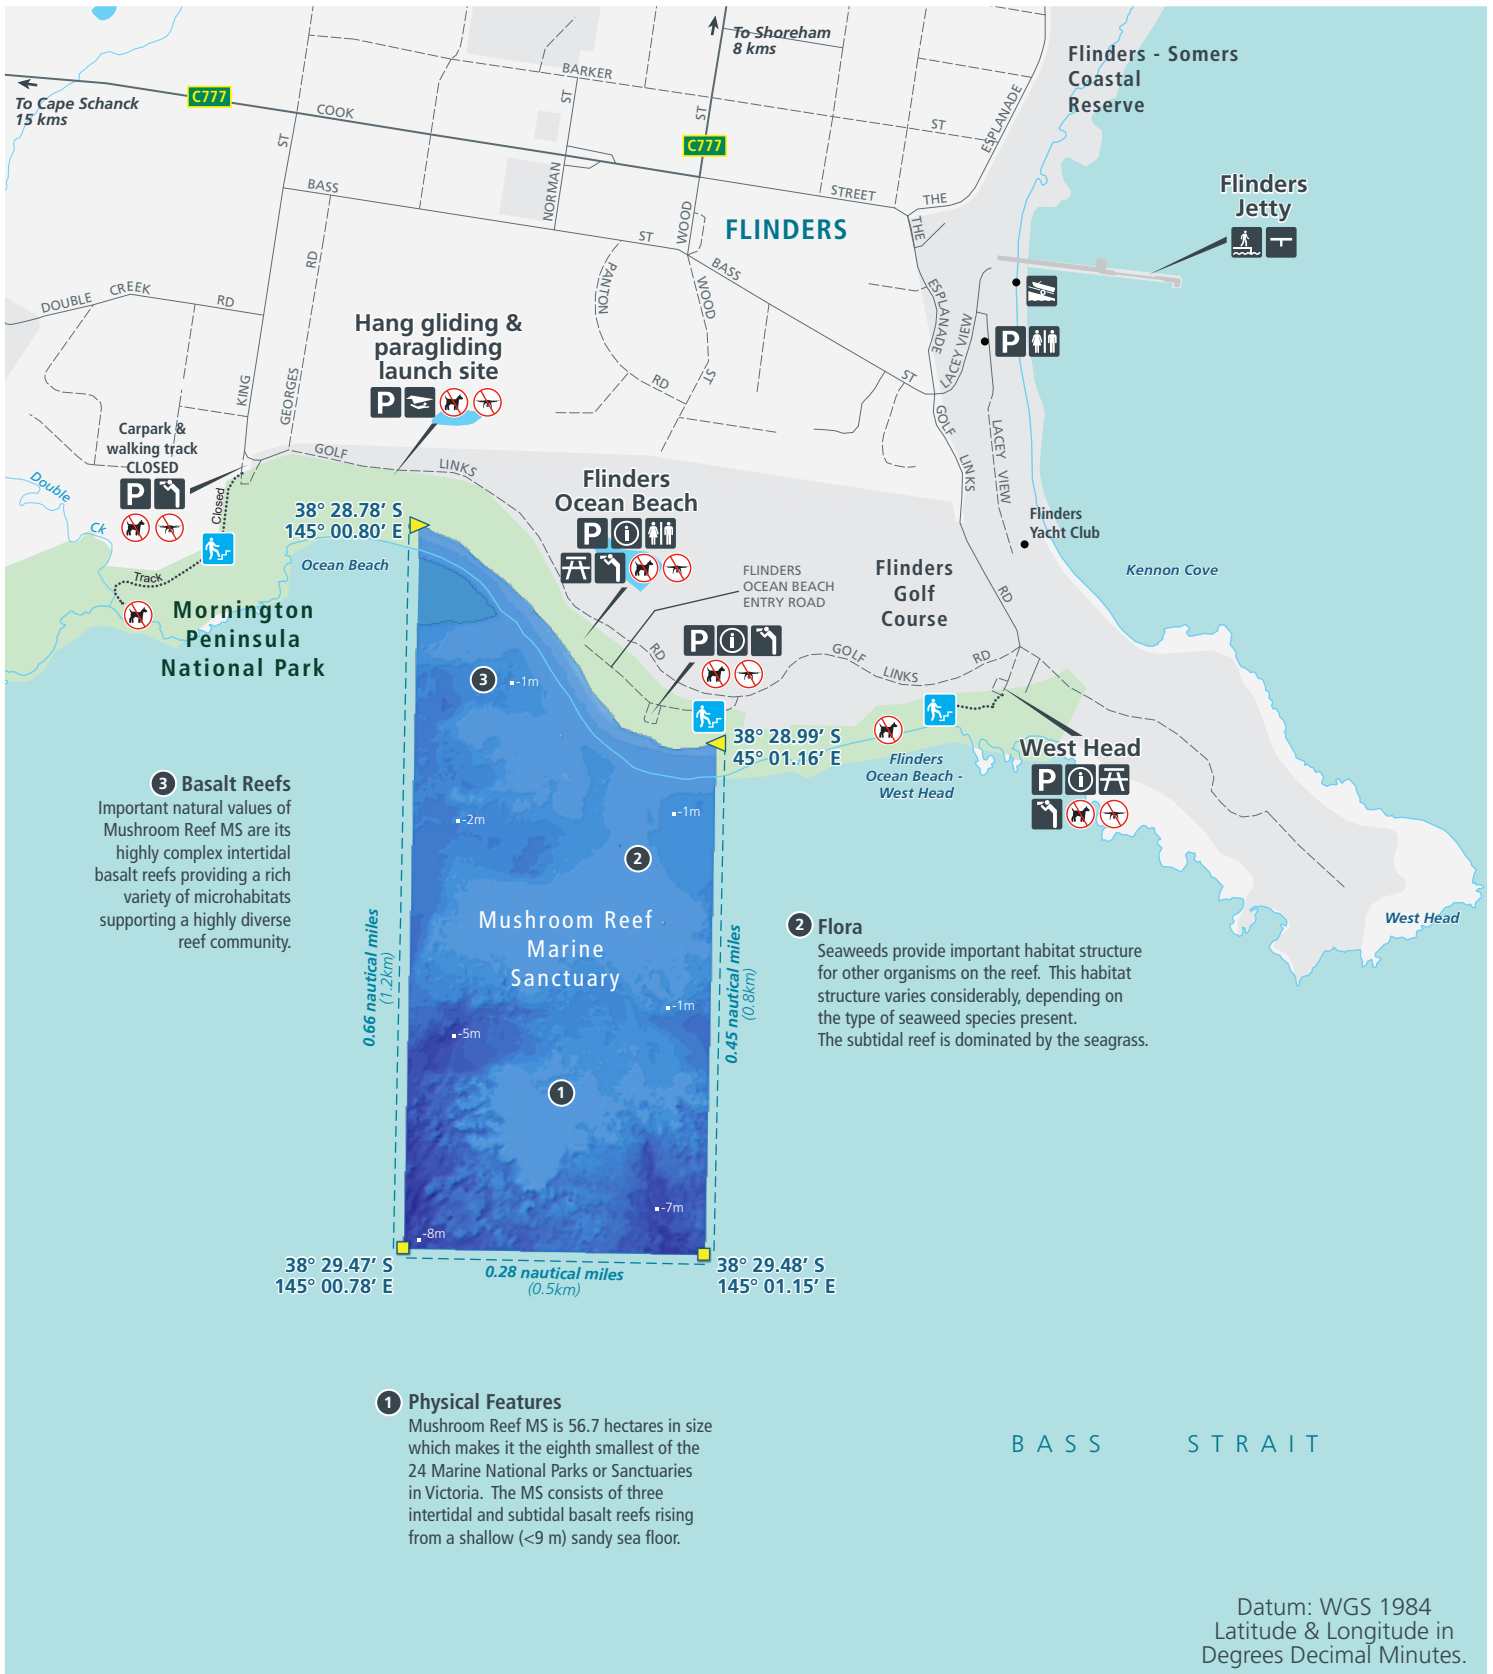 To Shoreham
8 kms
Flinders - Somers
Coastal
Reserve
BARKER
ST
C777
To Cape Schanck
15 kms
COOK
ST
ST
ST
ESPLANADE
ST
C777
BASS
NORMAN
STREET
THE
Flinders
Jetty
WOOD
FLINDERS
THE
ST
RD
BASS
PANTON
WOOD
DOUBLE CREEK RD
ESPLANADE
LACEY VIEW
P
Hang gliding &
paragliding
launch site
P
RD
ST
ST
KING
GEORGES
GOLF
LINKS
LACEY VIEW
Carpark &
walking track
CLOSED
P
GOLF
LINKS
Flinders
Ocean Beach
P i
Double
Ck
Closed
38° 28.78’ S
145° 00.80’ E
Ocean Beach
Flinders
Yacht Club
Kennon Cove
FLINDERS
OCEAN BEACH
ENTRY ROAD
Flinders
Golf
Course
Track
Mornington
Peninsula
National Park
RD
P i
RD
GOLF
LINKS
RD
3
-1m
38° 28.99’ S
45° 01.16’ E
Flinders
Ocean Beach -
West Head
West Head
P i
3 Basalt Reefs
Important natural values of
Mushroom Reef MS are its
highly complex intertidal
basalt reefs providing a rich
variety of microhabitats
supporting a highly diverse
reef community.
-2m
-1m
2
Mushroom Reef
Marine
Sanctuary
West Head
2 Flora
Seaweeds provide important habitat structure
for other organisms on the reef. This habitat
structure varies considerably, depending on
the type of seaweed species present.
The subtidal reef is dominated by the seagrass.
0.66 nautical miles
(1.2km)
0.45 nautical miles
(0.8km)
-1m
-5m
1
-7m
-8m
38° 29.47’ S
145° 00.78’ E
0.28 nautical miles
(0.5km)
38° 29.48’ S
145° 01.15’ E
1 Physical Features
Mushroom Reef MS is 56.7 hectares in size
which makes it the eighth smallest of the
24 Marine National Parks or Sanctuaries
in Victoria. The MS consists of three
intertidal and subtidal basalt reefs rising
from a shallow (<9 m) sandy sea floor.
BASS STRAIT
Datum: WGS 1984
Latitude & Longitude in
Degrees Decimal Minutes.